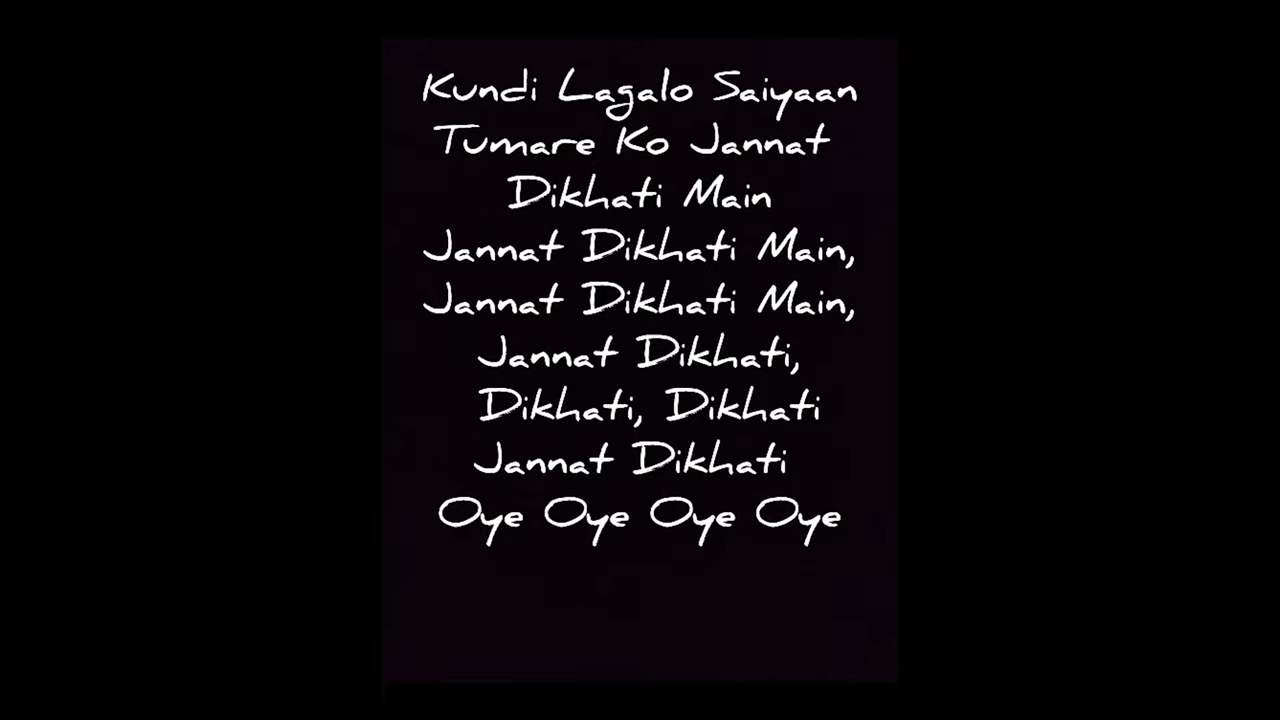 Kundi Lagalo Saiyaan
Tumare Ko Jannat
Dikhati Main
Jannat Dikhati Main,
Jannat Dikhati Main,
Jannat Dikhati,
Dikhati, Dikhati
Jannat Dikhati
Oye Oye Oye Oye